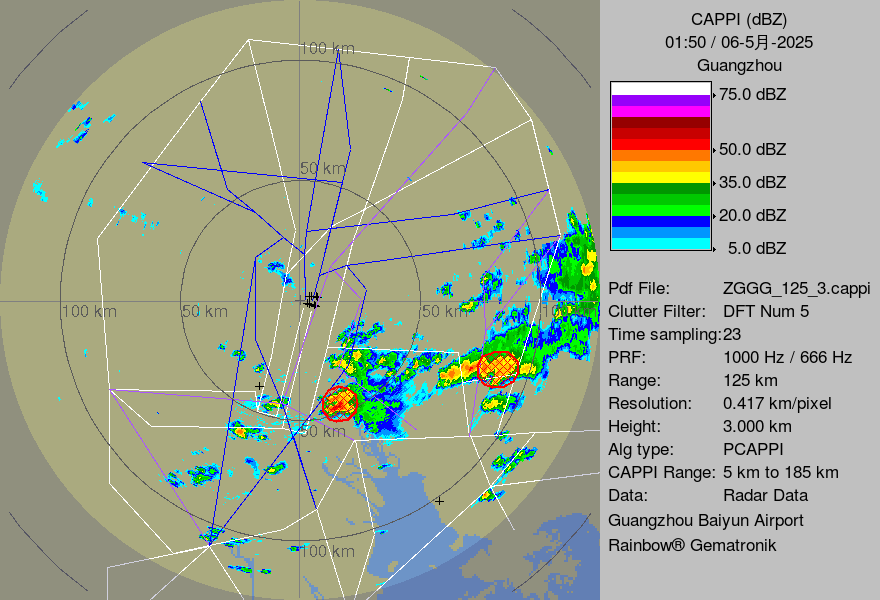 CAPPI (dBZ)
01:50 / 06-5月-2025
Guangzhou
75.0 dBZ
50.0 dBZ
35.0 dBZ
20.0 dBZ
5.0 dBZ
Pdf File: ZGGG_125_3.cappi
Clutter Filter: DFT Num 5
Time sampling:23
PRF: 1000 Hz / 666 Hz
Range: 125 km
Resolution: 0.417 km/pixel
Height: 3.000 km
Alg type: PCAPPI
CAPPI Range: 5 km to 185 km
Data: Radar Data
Guangzhou Baiyun Airport
Rainbow® Gematronik
100 km
50 km
100 km
50 km
50 km
50 km
100 km